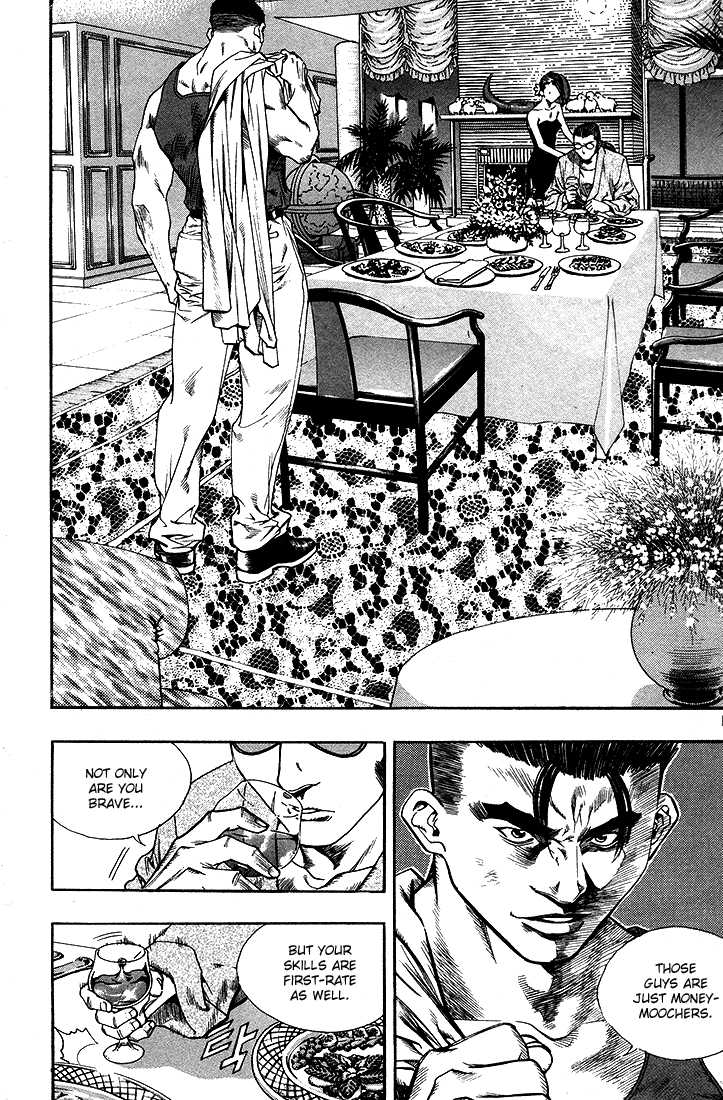 THOSE
GUYS ARE
JUST MONEY-
MOOCHERS.
NOT ONLY
ARE YOU
BRAVE...
BUT YOUR
SKILLS ARE
FIRST-RATE
AS WELL.
탁